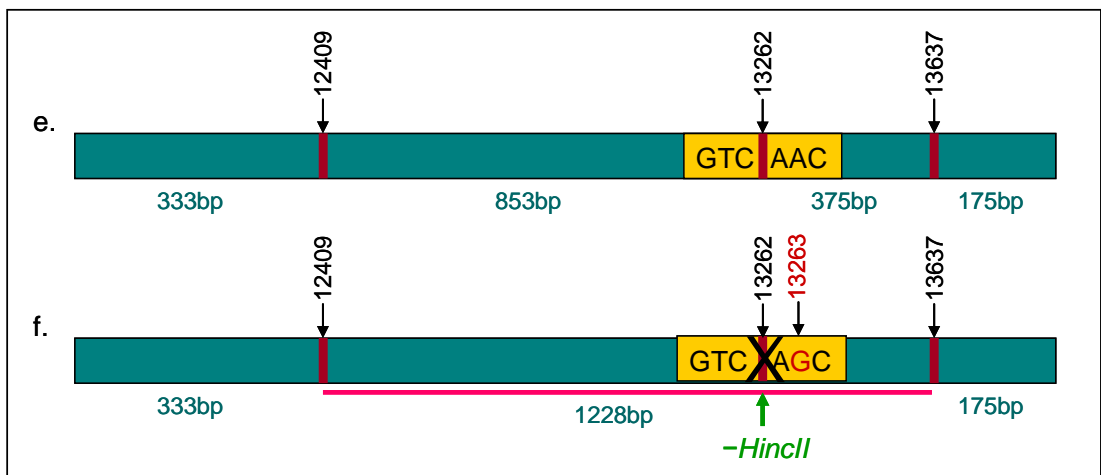 12409 13262 13637
e. GTC AAC
333bp 853bp 375bp 175bp
12409 13262 13263 13637
f. GTC AGC
333bp 1228bp 175bp
−HincII